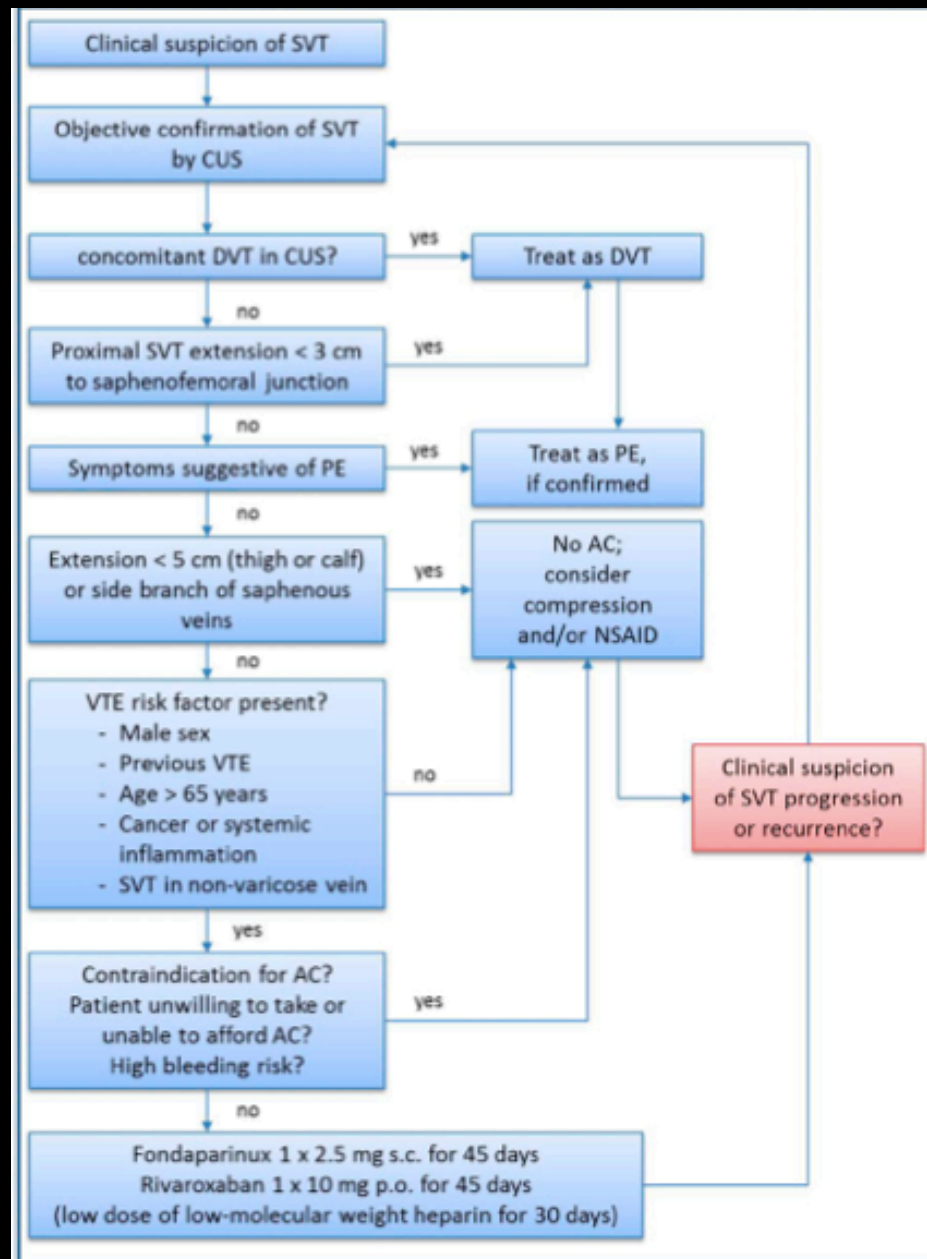 Clinical suspicion of SVT
Objective confirmation of SVT
by CUS
concomitant DVT in CUS?
yes
Treat as DVT
no
Proximal SVT extension < 3 cm
to saphenofemoral junction
yes
no
Symptoms suggestive of PE
yes
Treat as PE,
if confirmed
no
Extension < 5 cm (thigh or calf)
or side branch of saphenous
veins
yes
No AC;
consider
compression
and/or NSAID
no
VTE risk factor present?
- Male sex
- Previous VTE
- Age > 65 years
- Cancer or systemic
inflammation
- SVT in non-varicose vein
no
Clinical suspicion
of SVT progression
or recurrence?
yes
Contraindication for AC?
Patient unwilling to take or
unable to afford AC?
High bleeding risk?
yes
no
Fondaparinux 1 x 2.5 mg s.c. for 45 days
Rivaroxaban 1 x 10 mg p.o. for 45 days
(low dose of low-molecular weight heparin for 30 days)